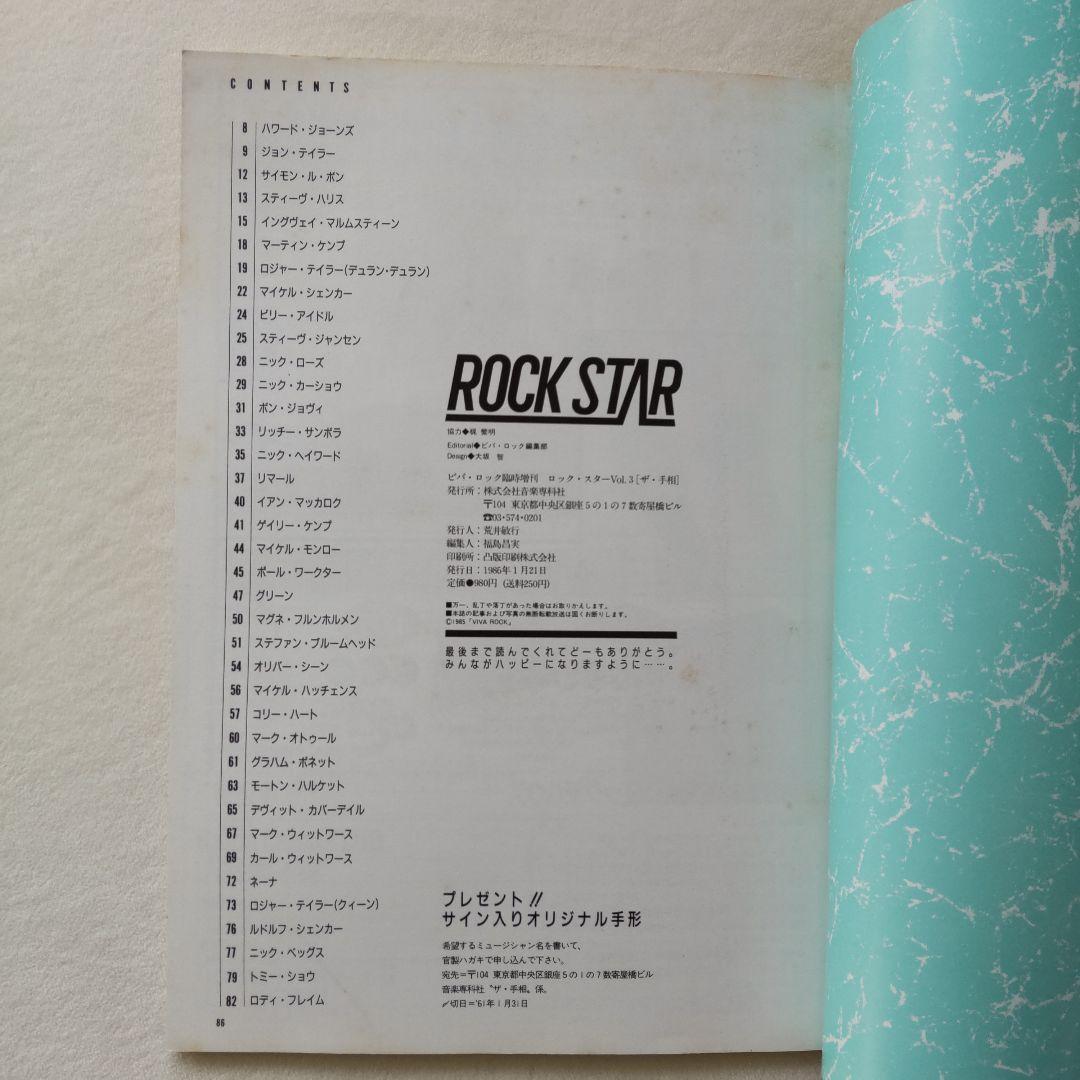 CONTENTS
8 ハワード・ジョーンズ
9 ジョン・テイラー
12 サイモン・ル・ボン
13 スティーヴ・ハリス
15 イングヴェイ・マルムスティーン
18 マーティン・ケンプ
19 ロジャー・テイラー(デュラン・デュラン)
22 マイケル・シェンカー
24 ビリー・アイドル
25 スティーヴ・ジャンセン
28 ニック・ローズ
29 ニック・カーショウ
31 ボン・ジョヴィ
33 リッチー・サンボラ
35 ニック・ヘイワード
37 リマール
40 イアン・マッカロク
41 ゲイリー・ケンプ
44 マイケル・モンロー
45 ポール・ワークター
47 グリーン
50 マグネ・フルンホルメン
51 ステファン・ブルームヘッド
54 オリバー・シーン
56 マイケル・ハッチェンス
57 コリー・ハート
60 マーク・オトゥール
61 グラハム・ボネット
63 モートン・ハルケット
65 デヴィット・カバーデイル
67 マーク・ウィットワース
69 カール・ウィットワース
72 ネーナ
73 ロジャー・テイラー(クィーン)
76 ルドルフ・シェンカー
77 ニック・ベッグス
79 トミー・ショウ
82 ロディ・フレイム
86
ROCK STAR
協力◆梶 明
Editorial◆ビバ・ロック編集部
Design◆大坂 智
ビバ・ロック臨時増刊 ロック・スターVol.3[ザ・手相]
発行所:株式会社音楽専科社
〒104 東京都中央区銀座5の1の7数寄屋橋ビル
☎03・574・0201
発行人:荒井敏行
編集人:福島昌実
印刷所:凸版印刷株式会社
発行日:1986年1月21日
定価●980円(送料250円)
■万一、乱丁や落丁があった場合はお取りかえします。
■本誌の記事および写真の無断転載放送は固くお断りします。
©1985「VIVA ROCK」
最後まで読んでくれてどーもありがとう。
みんながハッピーになりますように……。
プレゼント!!
サイン入りオリジナル手形
希望するミュージシャン名を書いて、
官製ハガキで申し込んで下さい。
宛先=〒104 東京都中央区銀座5の1の7数寄屋橋ビル
音楽専科社〝ザ・手相〟係。
〆切日='61年1月31日